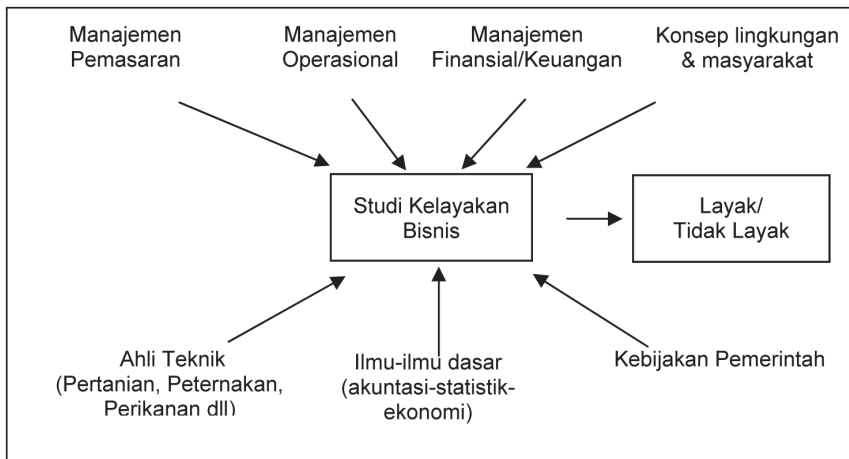 Manajemen
Pemasaran
Manajemen
Operasional
Manajemen
Finansial/Keuangan
Konsep lingkungan
& masyarakat
Studi Kelayakan
Bisnis
Layak/
Tidak Layak
Ahli Teknik
(Pertanian, Peternakan,
Perikanan dll)
Ilmu-ilmu dasar
(akuntasi-statistik-
ekonomi)
Kebijakan Pemerintah